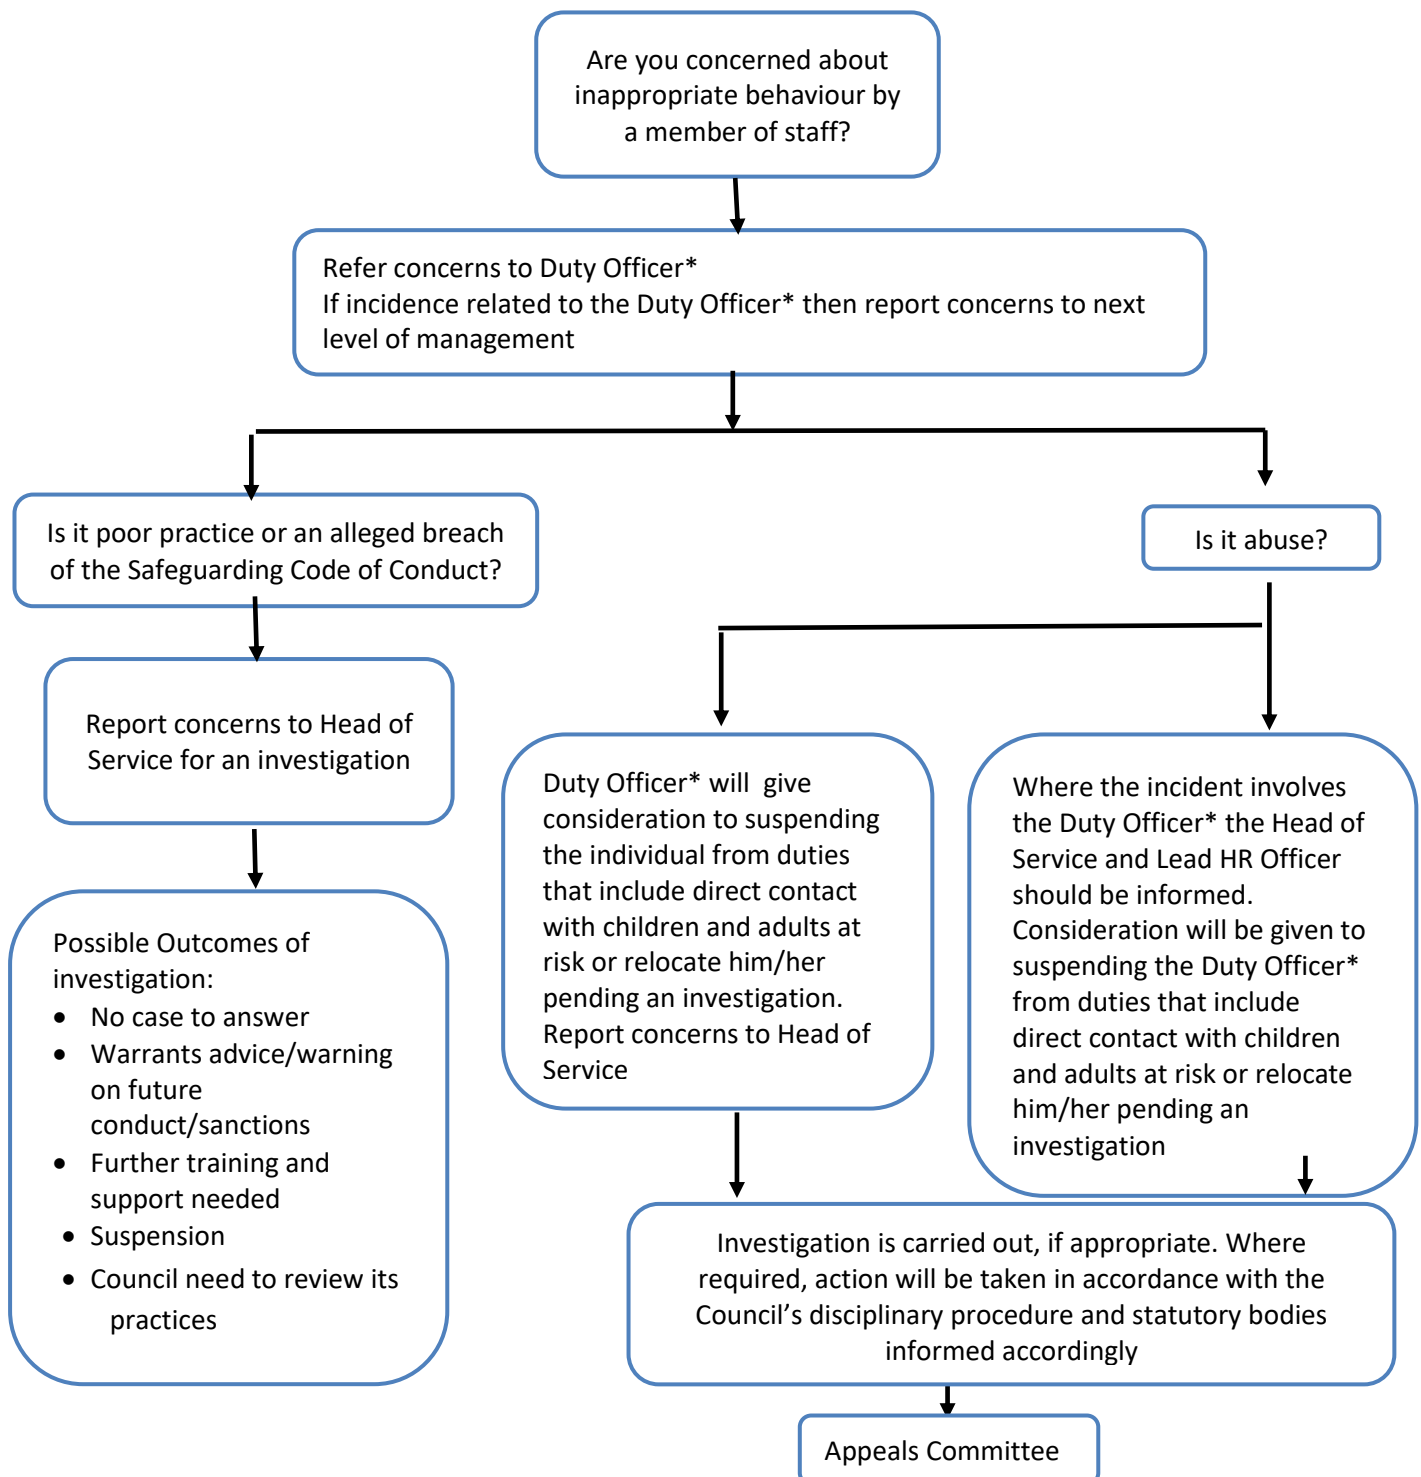 Are you concerned about
inappropriate behaviour by
a member of staff?
Refer concerns to Duty Officer*
If incidence related to the Duty Officer* then report concerns to next
level of management
Is it poor practice or an alleged breach
of the Safeguarding Code of Conduct?
Is it abuse?
Report concerns to Head of
Service for an investigation
Possible Outcomes of
investigation:
• No case to answer
• Warrants advice/warning
on future
conduct/sanctions
• Further training and
support needed
• Suspension
• Council need to review its
practices
Duty Officer* will give
consideration to suspending
the individual from duties
that include direct contact
with children and adults at
risk or relocate him/her
pending an investigation.
Report concerns to Head of
Service
Where the incident involves
the Duty Officer* the Head of
Service and Lead HR Officer
should be informed.
Consideration will be given to
suspending the Duty Officer*
from duties that include
direct contact with children
and adults at risk or relocate
him/her pending an
investigation
Investigation is carried out, if appropriate. Where
required, action will be taken in accordance with the
Council’s disciplinary procedure and statutory bodies
informed accordingly
Appeals Committee